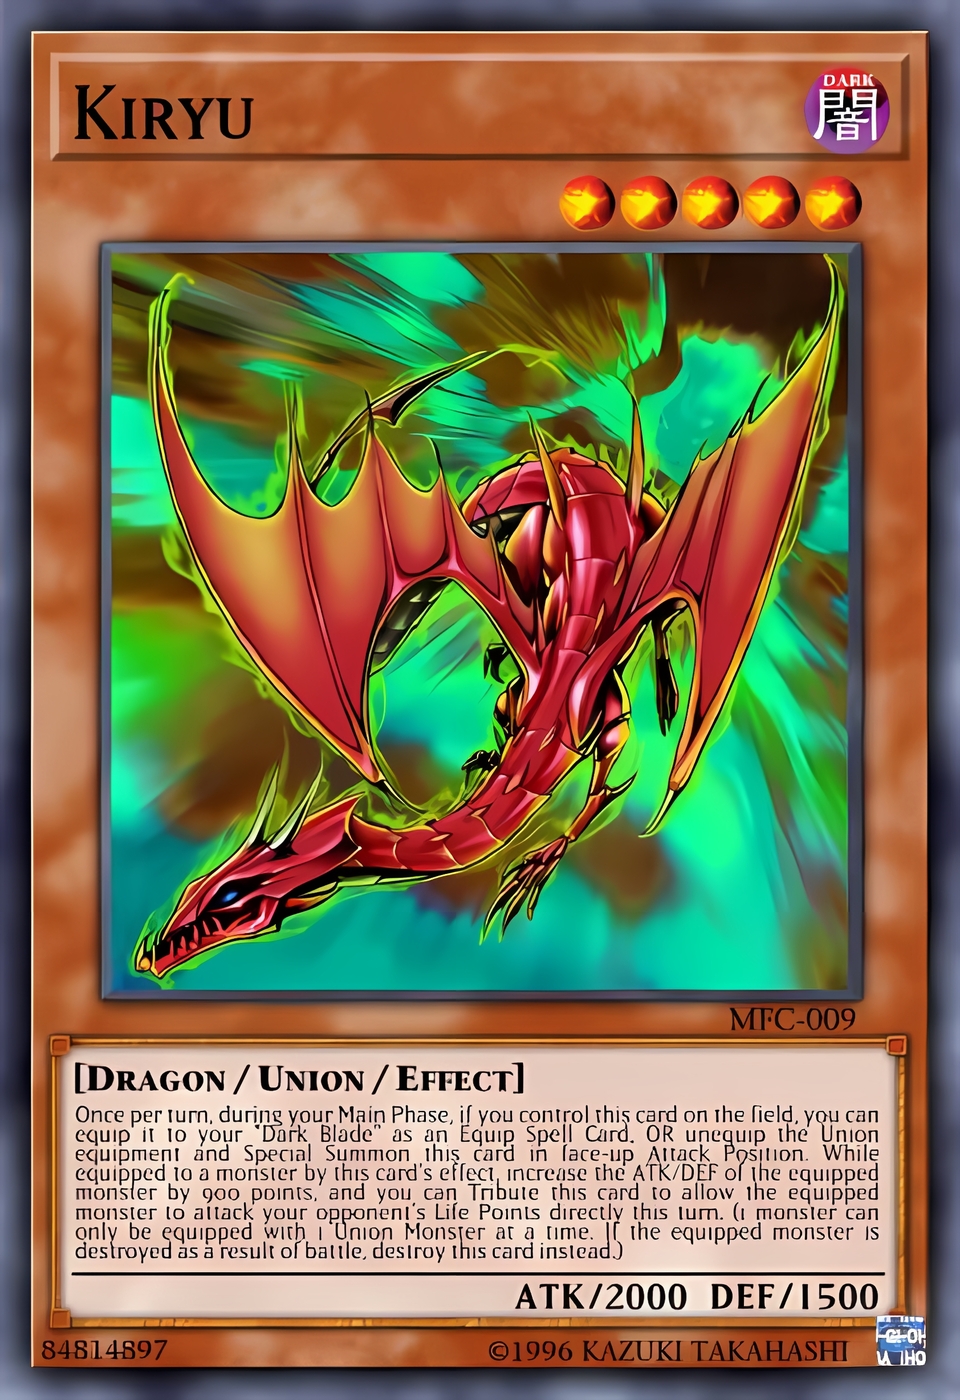 KIRYU
DARK
闇
MFC-009
[DRAGON / UNION / EFFECT]
Once per turn, during your Main Phase, if you control this card on the field, you can
equip it to your "Dark Blade" as an Equip Spell Card, OR unequip the Union
equipment and Special Summon this card in face-up Attack Position. While
equipped to a monster by this card's effect, increase the ATK/DEF of the equipped
monster by 900 points, and you can Tribute this card to allow the equipped
monster to attack your opponent's Life Points directly this turn. (1 monster can
only be equipped with 1 Union Monster at a time. If the equipped monster is
destroyed as a result of battle, destroy this card instead.)
ATK/2000 DEF/1500
84814897
©1996 KAZUKI TAKAHASHI